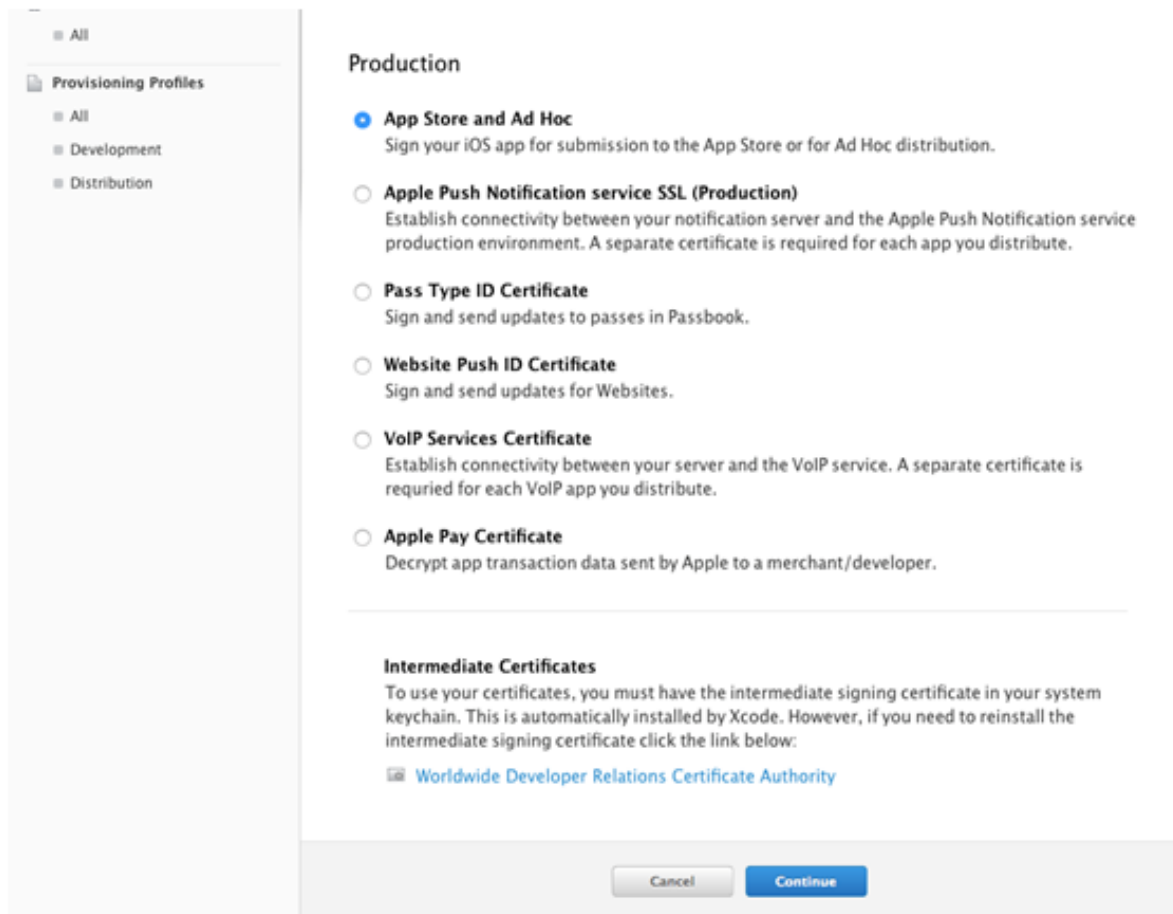 All
Provisioning Profiles
All
Development
Distribution
Production
App Store and Ad Hoc
Sign your iOS app for submission to the App Store or for Ad Hoc distribution.
Apple Push Notification service SSL (Production)
Establish connectivity between your notification server and the Apple Push Notification service
production environment. A separate certificate is required for each app you distribute.
Pass Type ID Certificate
Sign and send updates to passes in Passbook.
Website Push ID Certificate
Sign and send updates for Websites.
VoIP Services Certificate
Establish connectivity between your server and the VoIP service. A separate certificate is
requried for each VoIP app you distribute.
Apple Pay Certificate
Decrypt app transaction data sent by Apple to a merchant/developer.
Intermediate Certificates
To use your certificates, you must have the intermediate signing certificate in your system
keychain. This is automatically installed by Xcode. However, if you need to reinstall the
intermediate signing certificate click the link below:
Worldwide Developer Relations Certificate Authority
Cancel
Continue